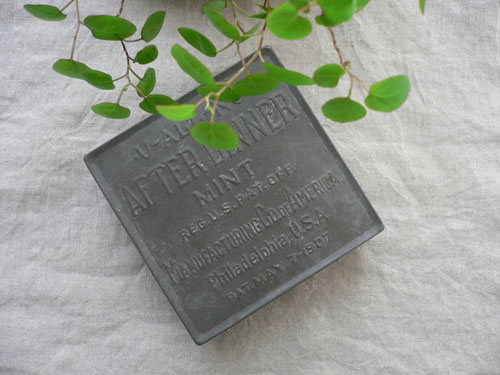 AFTER DINNER
MINT
REG. U.S. PAT. OFF.
MANUFACTURING CO. OF AMERICA.
Philadelphia, U.S.A.
PAT. MAY 7-1907